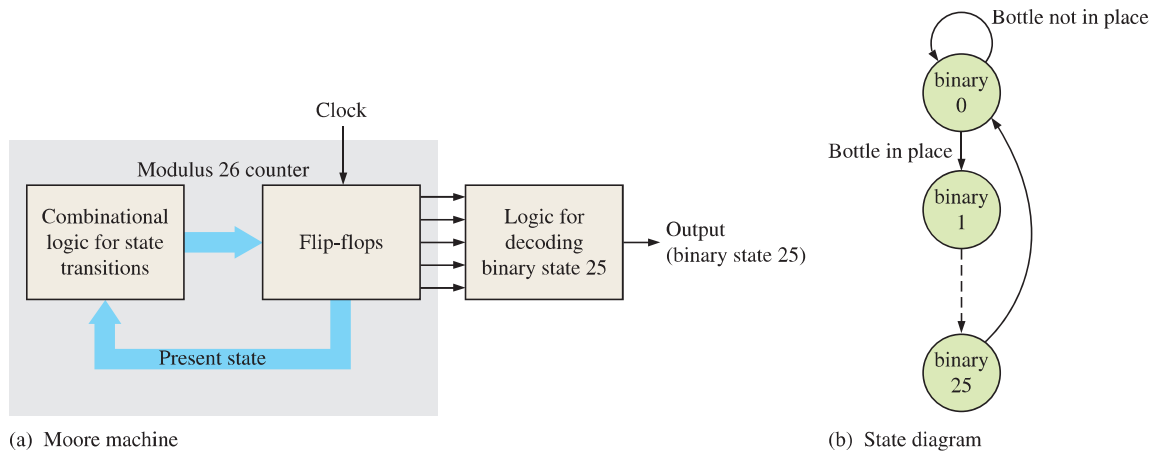 Clock
Modulus 26 counter
Combinational
logic for state
transitions
Flip-flops
Logic for
decoding
binary state 25
Output
(binary state 25)
Present state
(a) Moore machine
Bottle not in place
binary
0
Bottle in place
binary
1
binary
25
(b) State diagram